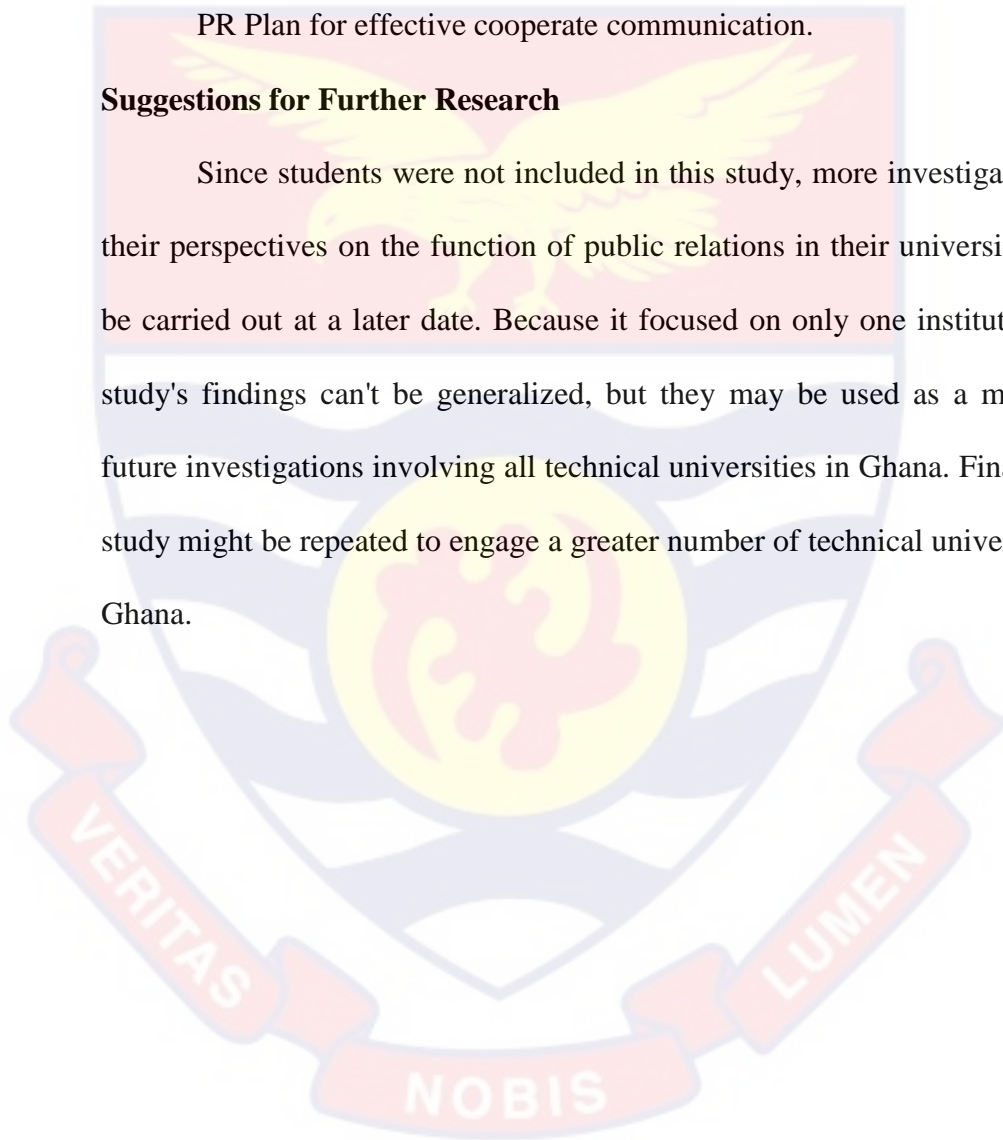 PR Plan for effective cooperate communication.
Suggestions for Further Research
Since students were not included in this study, more investiga
their perspectives on the function of public relations in their universi
be carried out at a later date. Because it focused on only one institut
study's findings can't be generalized, but they may be used as a m
future investigations involving all technical universities in Ghana. Fina
study might be repeated to engage a greater number of technical unive
Ghana.
VERITAS
NOBIS
LUMEN